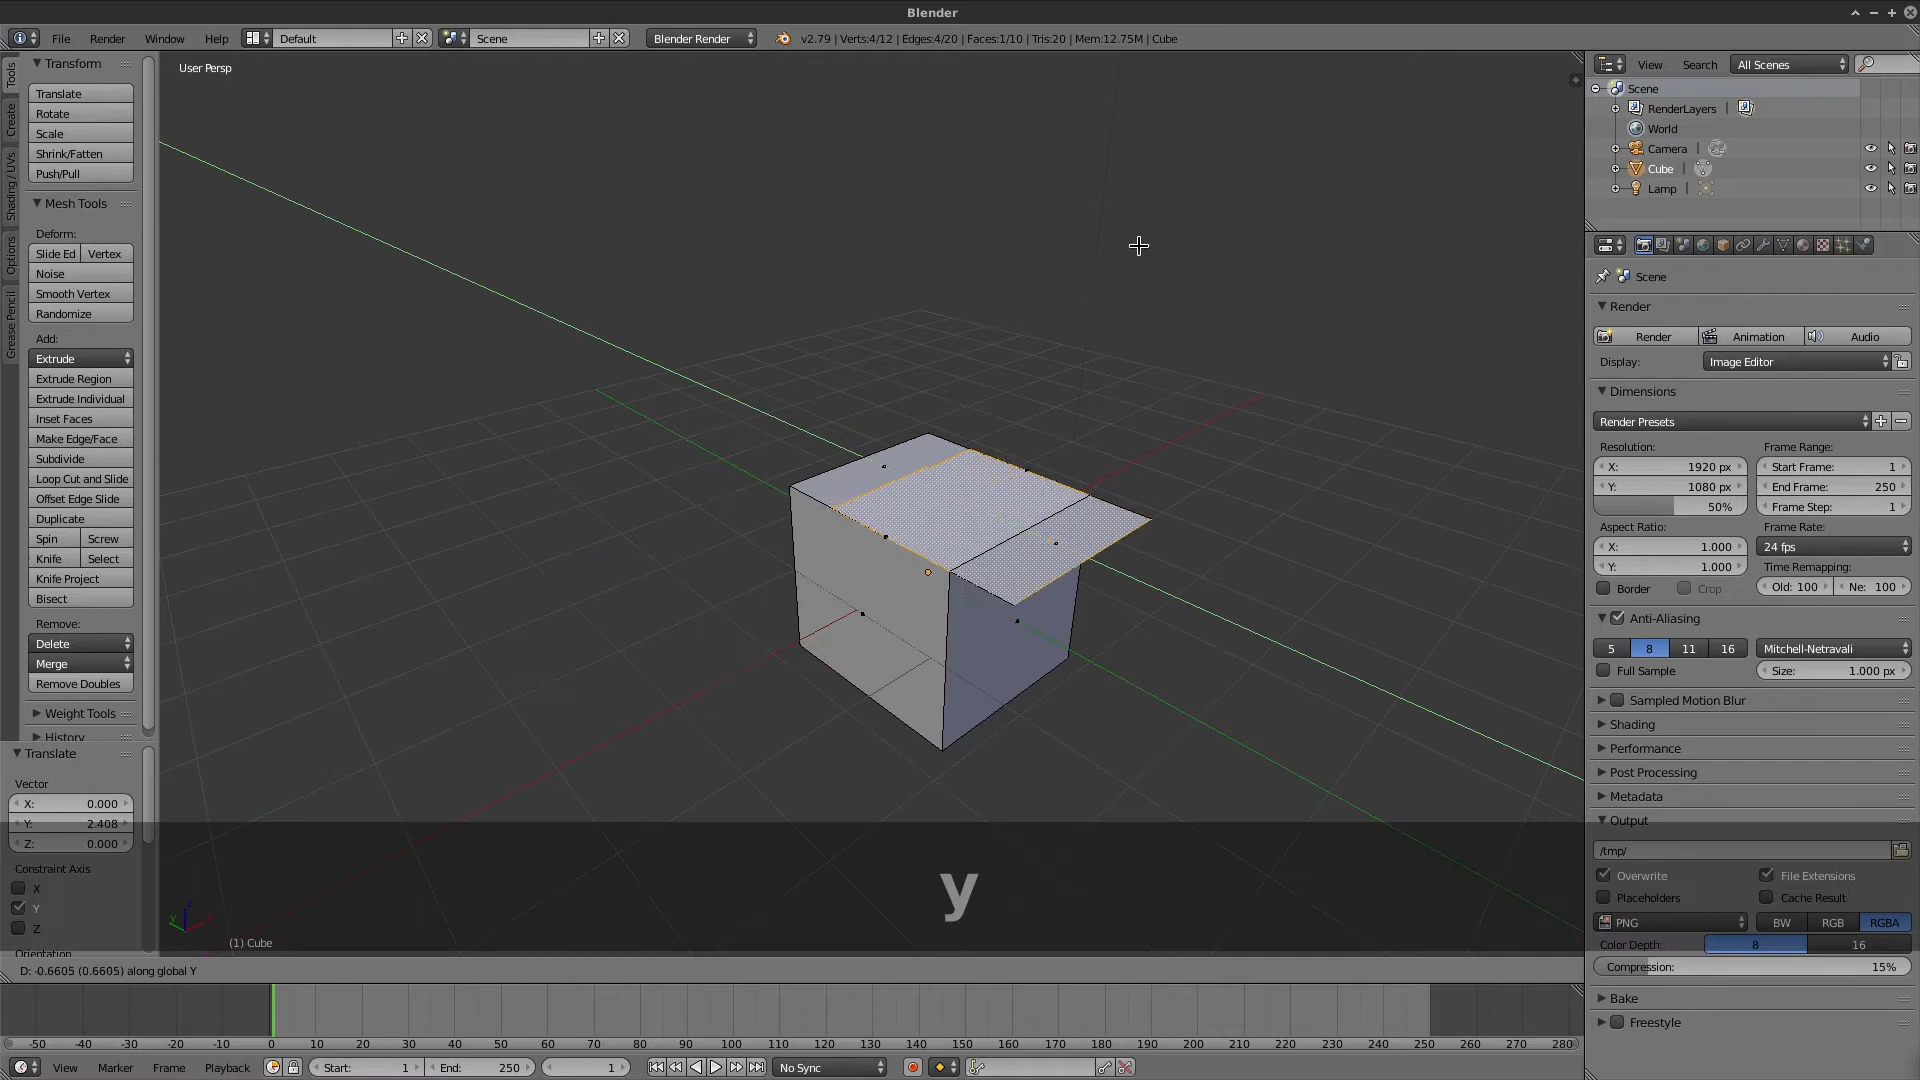 Blender
File Render Window Help Default Scene Blender Render v2.79 | Verts:4/12 | Edges:4/20 | Faces:1/10 | Tris:20 | Mem:12.75M | Cube
Tools
Create
Shading / UVs
Options
Grease Pencil
Transform
Translate
Rotate
Scale
Shrink/Fatten
Push/Pull
Mesh Tools
Deform:
Slide Ed Vertex
Noise
Smooth Vertex
Randomize
Add:
Extrude
Extrude Region
Extrude Individual
Inset Faces
Make Edge/Face
Subdivide
Loop Cut and Slide
Offset Edge Slide
Duplicate
Spin Screw
Knife Select
Knife Project
Bisect
Remove:
Delete
Merge
Remove Doubles
Weight Tools
History
Translate
Vector
X: 0.000
Y: 2.408
Z: 0.000
Constraint Axis
X
Y
Z
Orientation
User Persp
y
z
y
(1) Cube
D: -0.6605 (0.6605) along global Y
View Search All Scenes
Scene
RenderLayers |
World
Camera |
Cube |
Lamp |
Scene
Render
Render Animation Audio
Display: Image Editor
Dimensions
Render Presets
Resolution: Frame Range:
X: 1920 px Start Frame: 1
Y: 1080 px End Frame: 250
50% Frame Step: 1
Aspect Ratio: Frame Rate:
X: 1.000 24 fps
Y: 1.000 Time Remapping:
Border Crop Old: 100 Ne: 100
Anti-Aliasing
5 8 11 16 Mitchell-Netravali
Full Sample Size: 1.000 px
Sampled Motion Blur
Shading
Performance
Post Processing
Metadata
Output
/tmp/
Overwrite File Extensions
Placeholders Cache Result
PNG BW RGB RGBA
Color Depth: 8 16
Compression: 15%
Bake
Freestyle
-50 -40 -30 -20 -10 0 10 20 30 40 50 60 70 80 90 100 110 120 130 140 150 160 170 180 190 200 210 220 230 240 250 260 270 280
View Marker Frame Playback Start: 1 End: 250 1 No Sync